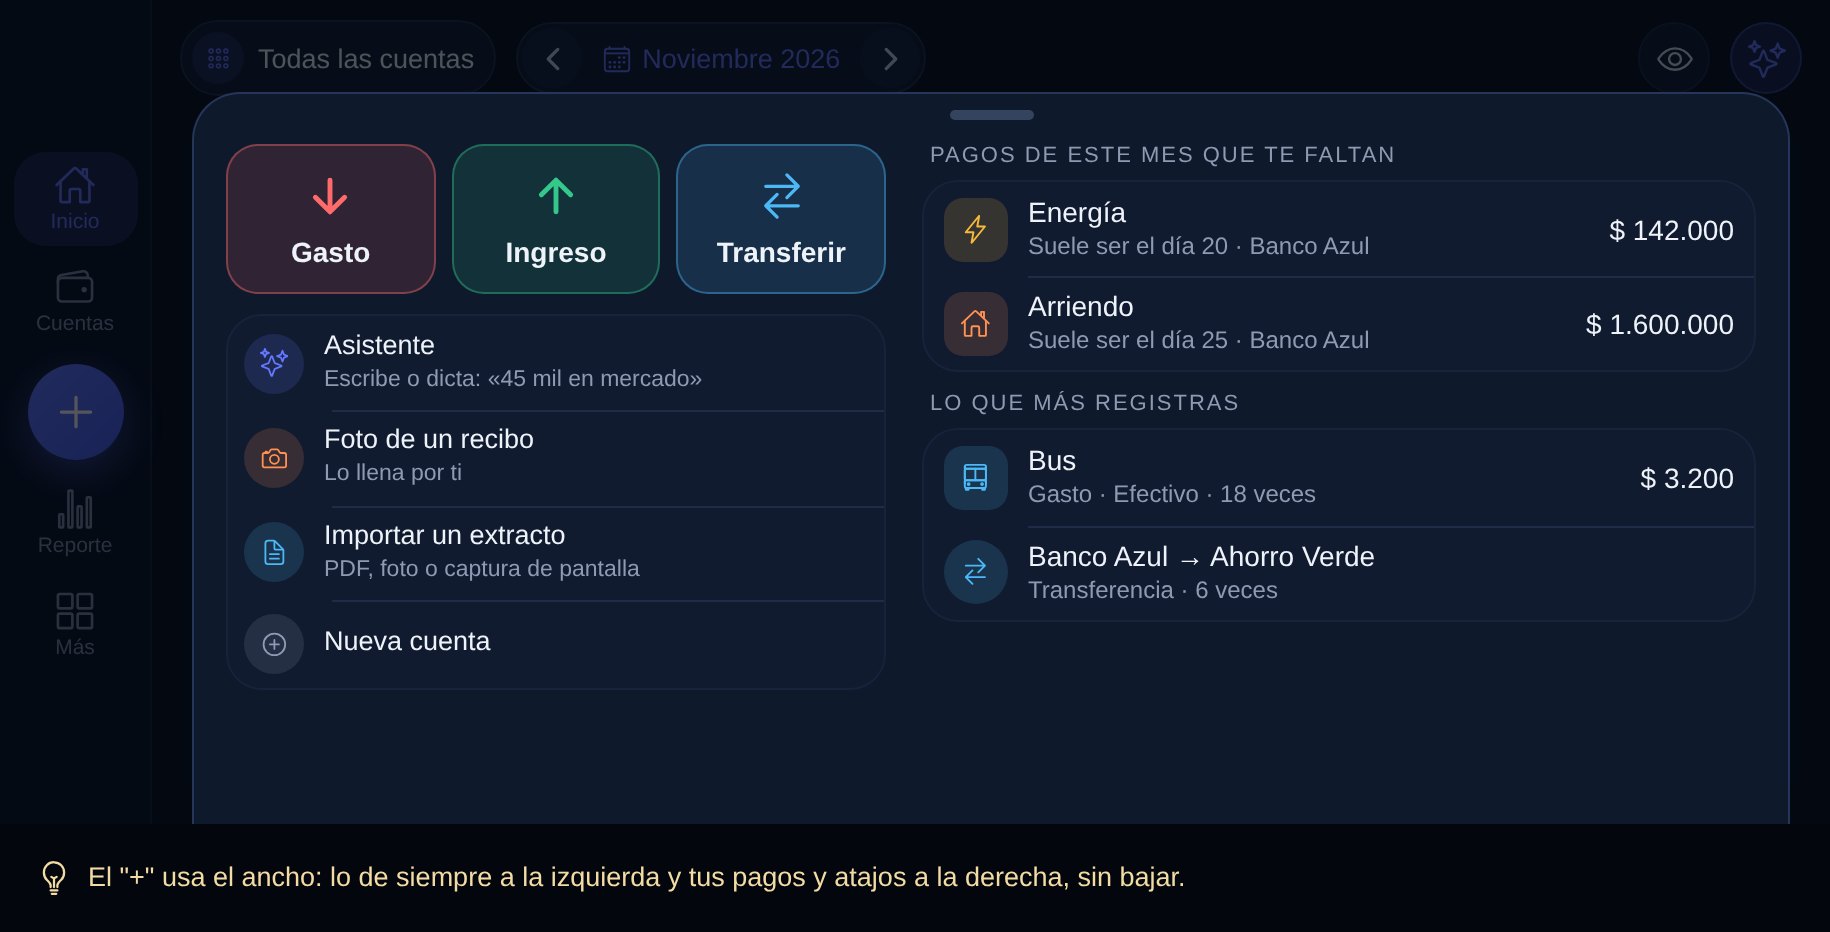 Todas las cuentas
Noviembre 2026
Inicio
Cuentas
Reporte
Más
Gasto
Ingreso
Transferir
Asistente
Escribe o dicta: «45 mil en mercado»
Foto de un recibo
Lo llena por ti
Importar un extracto
PDF, foto o captura de pantalla
Nueva cuenta
PAGOS DE ESTE MES QUE TE FALTAN
Energía
Suele ser el día 20 · Banco Azul
$ 142.000
Arriendo
Suele ser el día 25 · Banco Azul
$ 1.600.000
LO QUE MÁS REGISTRAS
Bus
Gasto · Efectivo · 18 veces
$ 3.200
Banco Azul → Ahorro Verde
Transferencia · 6 veces
El "+" usa el ancho: lo de siempre a la izquierda y tus pagos y atajos a la derecha, sin bajar.